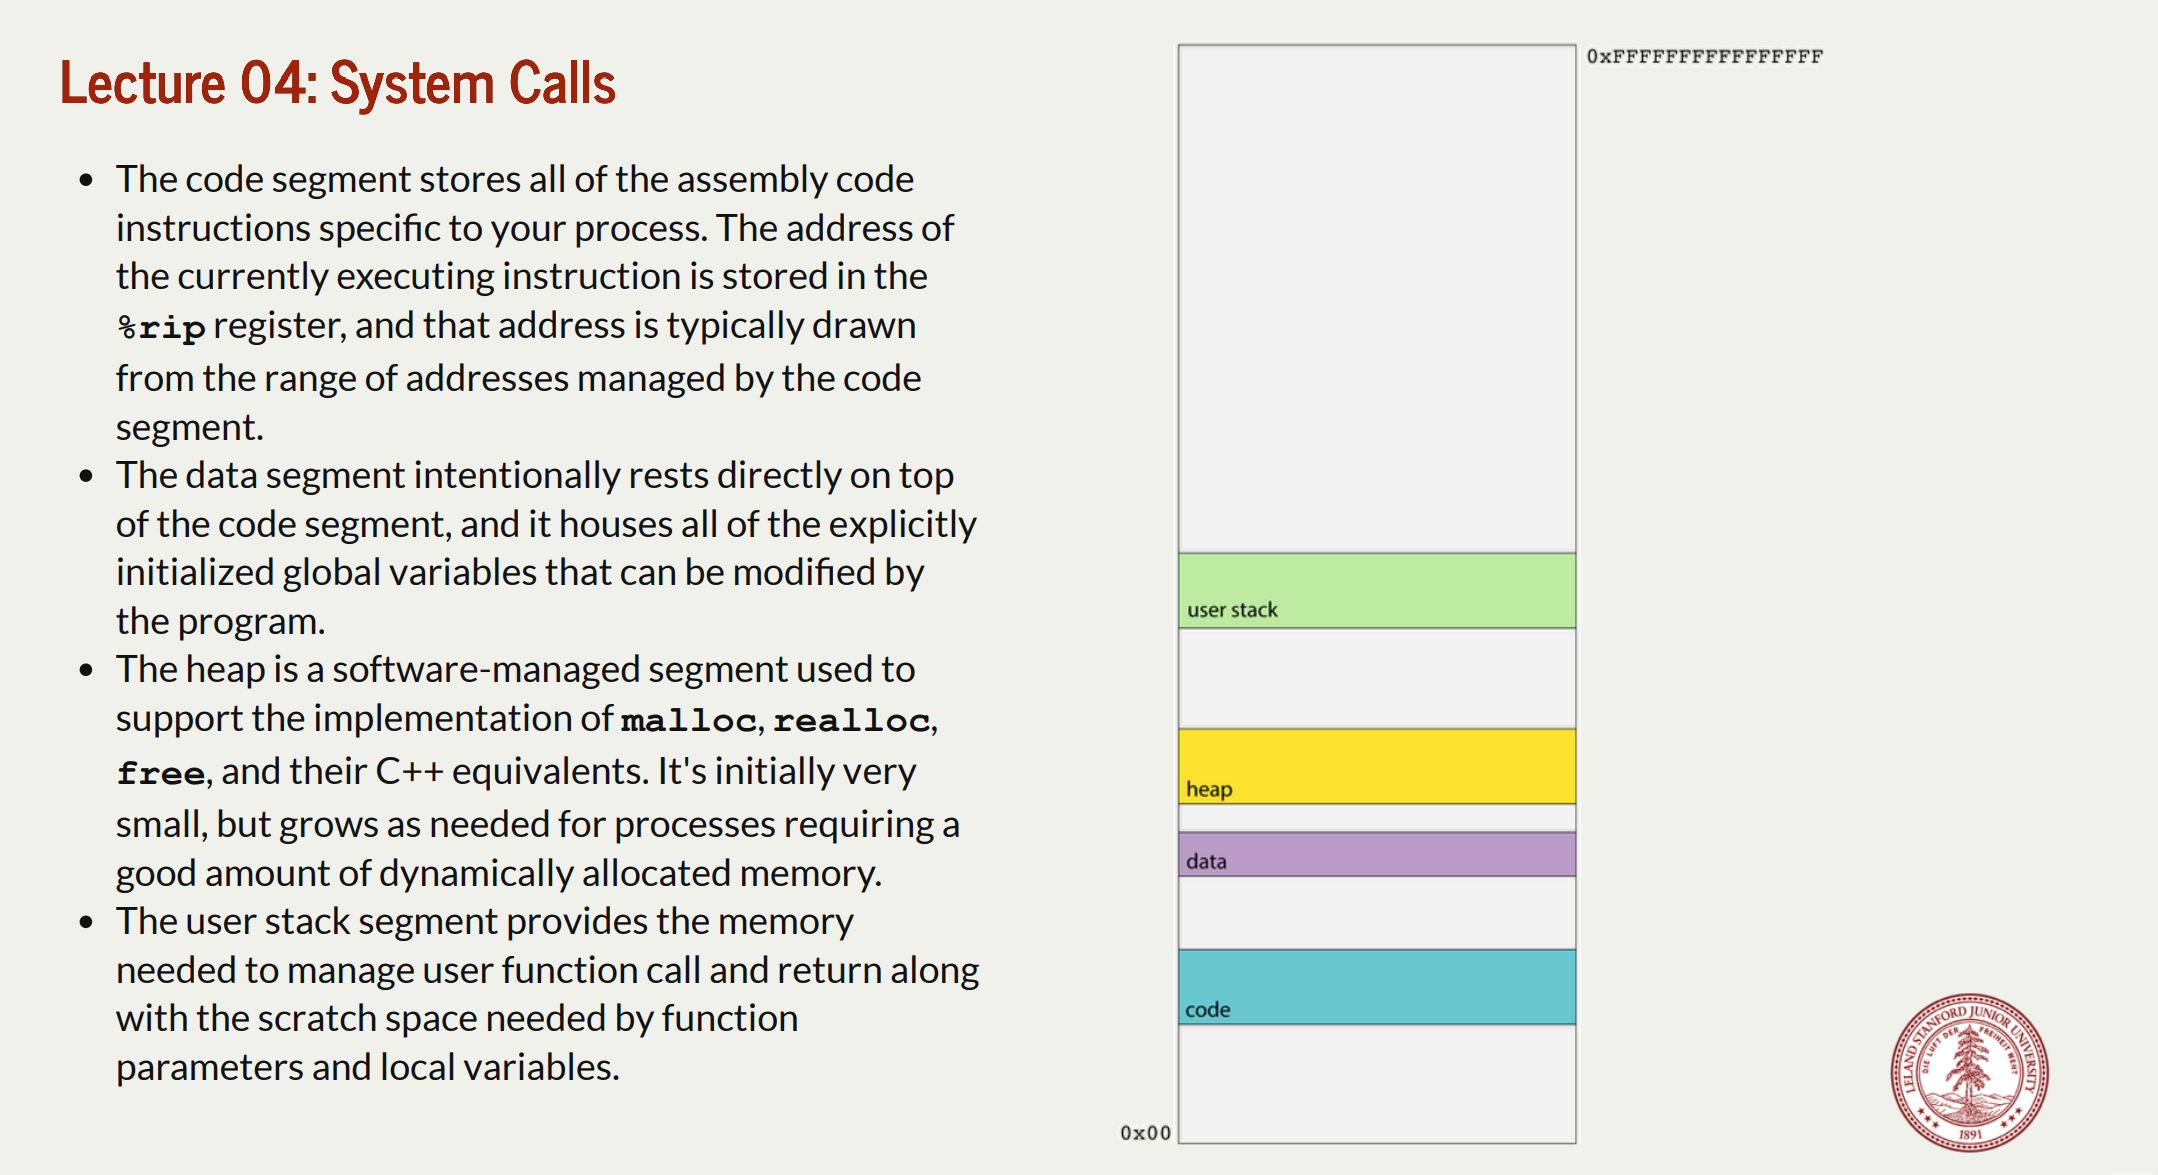 Lecture 04: System Calls
• The code segment stores all of the assembly code
instructions specific to your process. The address of
the currently executing instruction is stored in the
%rip register, and that address is typically drawn
from the range of addresses managed by the code
segment.
• The data segment intentionally rests directly on top
of the code segment, and it houses all of the explicitly
initialized global variables that can be modified by
the program.
• The heap is a software-managed segment used to
support the implementation of malloc, realloc,
free, and their C++ equivalents. It's initially very
small, but grows as needed for processes requiring a
good amount of dynamically allocated memory.
• The user stack segment provides the memory
needed to manage user function call and return along
with the scratch space needed by function
parameters and local variables.
0xFFFFFFFFFFFFFFFF
user stack
heap
data
code
0x00
LELAND STANFORD JUNIOR UNIVERSITY
DIE LUFT DER FREIHEIT WEHT
1891